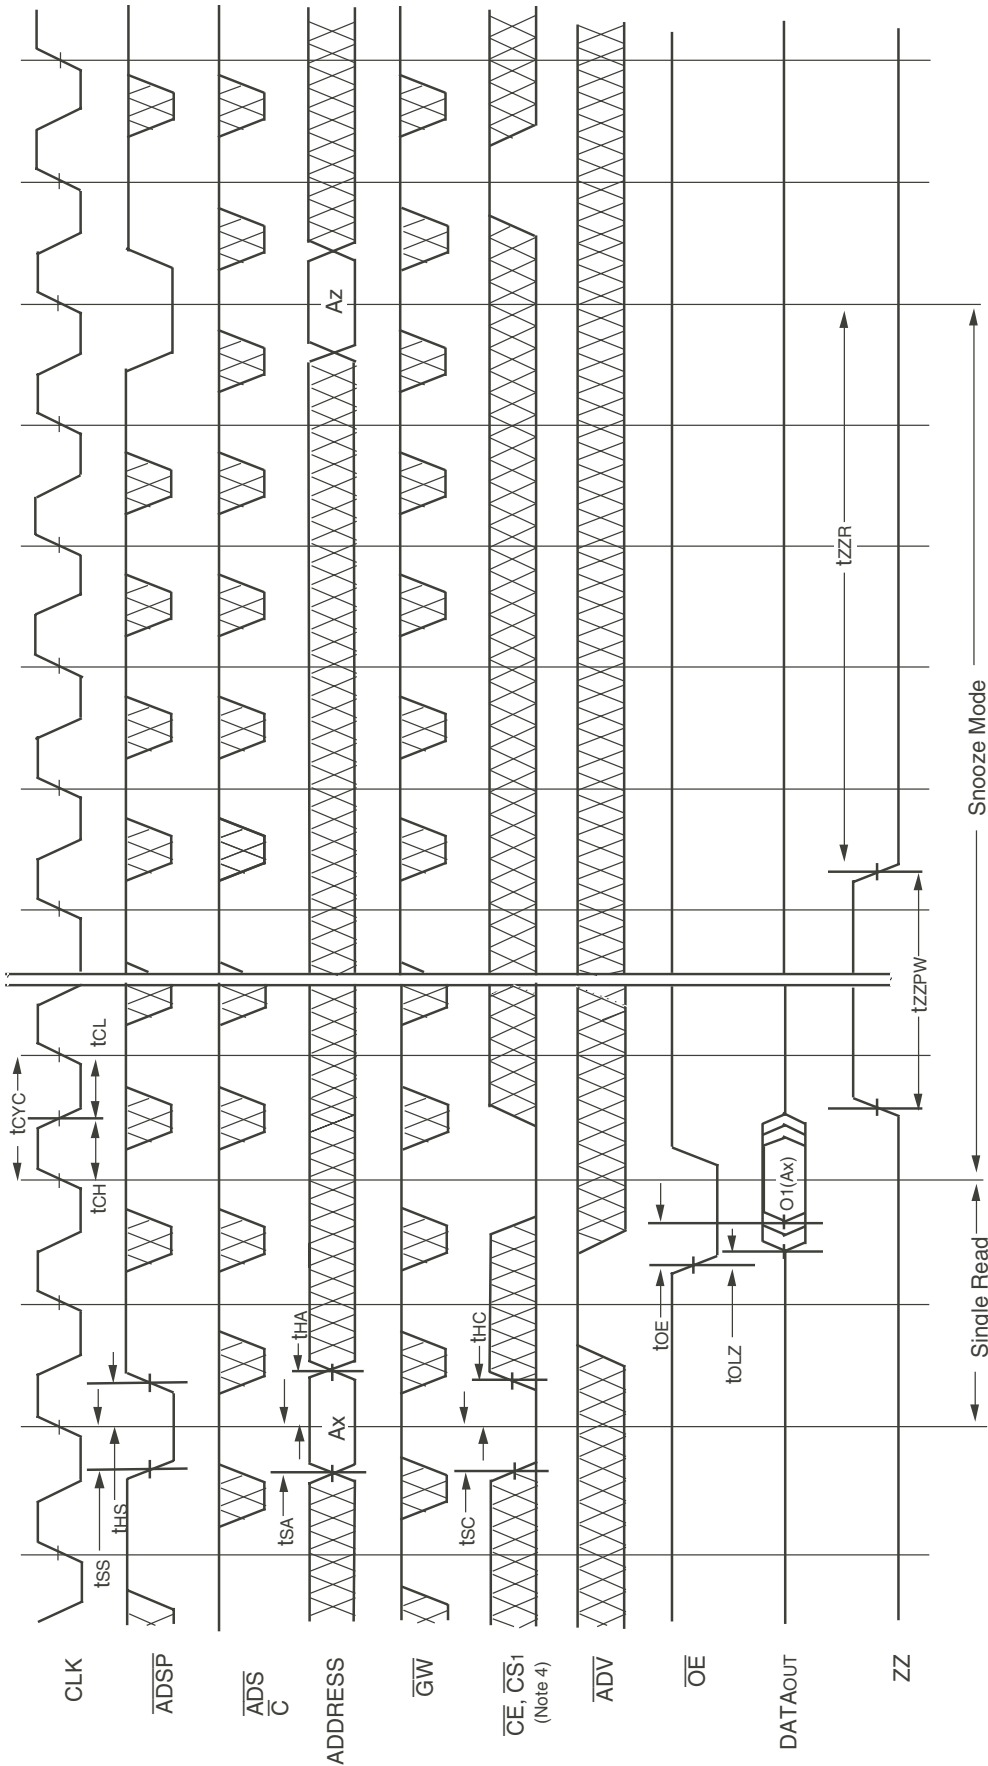 CLK
tCYC
tCH
tCL
tSS
tHS
ADSP
ADS
C
ADDRESS
tSA
tHA
Ax
Az
GW
CE, CS1
(Note 4)
tSC
tHC
ADV
OE
tOE
tOLZ
DATAOUT
O1(Ax)
ZZ
tZZR
tZZPW
Single Read
Snooze Mode